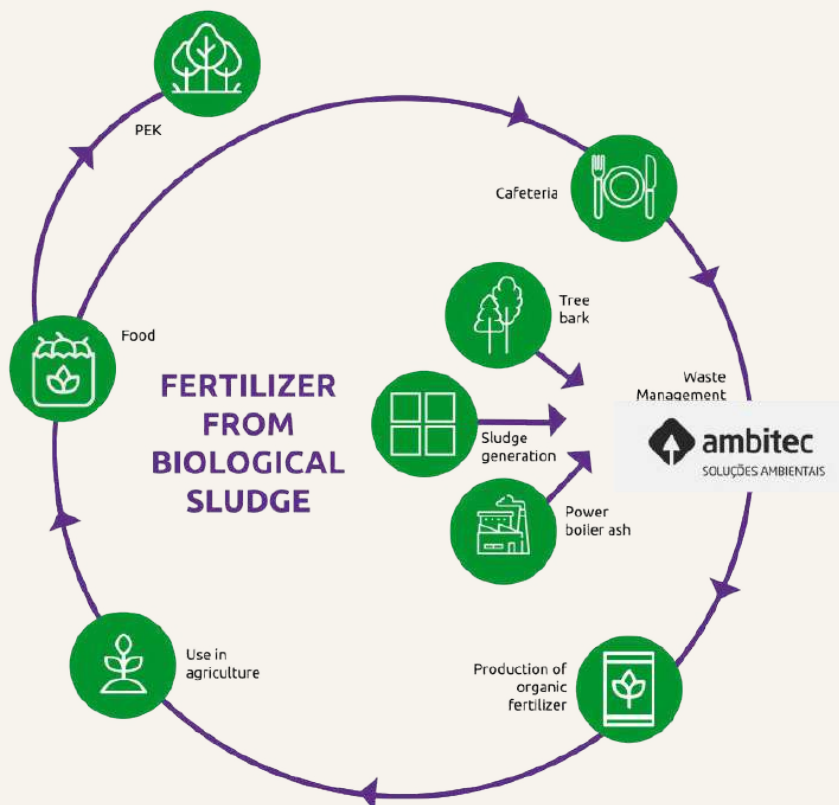 PEK
Cafeteria
Tree
bark
Food
FERTILIZER
FROM
BIOLOGICAL
SLUDGE
Waste
Management
Sludge
generation
ambitec
SOLUÇÕES AMBIENTAIS
Power
boiler ash
Use in
agriculture
Production of
organic
fertilizer